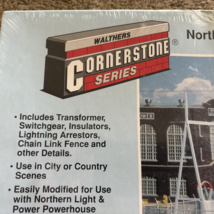 WALTHERS
CORNERSTONE®
SERIES
North
• Includes Transformer,
Switchgear, Insulators,
Lightning Arrestors,
Chain Link Fence and
other Details.
• Use in City or Country
Scenes
• Easily Modified for Use
with Northern Light &
Power Powerhouse